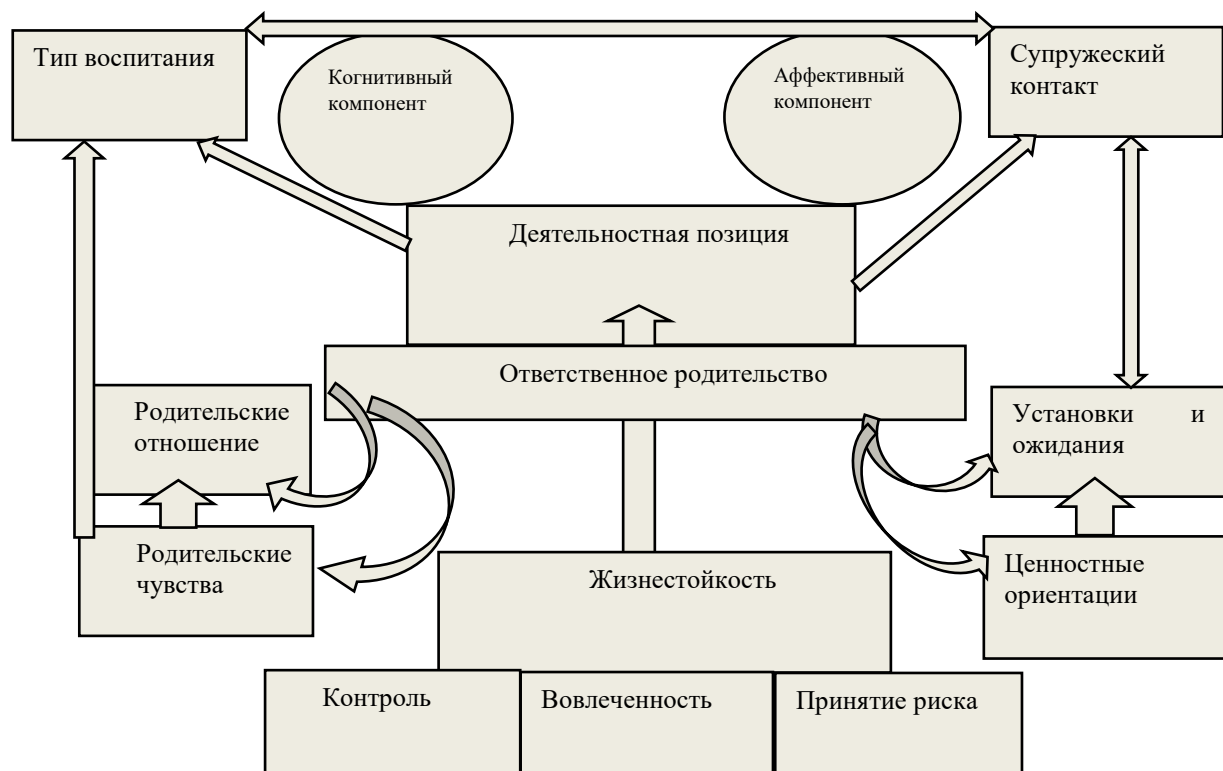 Тип воспитания
Когнитивный
компонент
Аффективный
компонент
Супружеский
контакт
Деятельностная позиция
Ответственное родительство
Родительские
отношение
Установки и
ожидания
Родительские
чувства
Жизнестойкость
Ценностные
ориентации
Контроль
Вовлеченность
Принятие риска